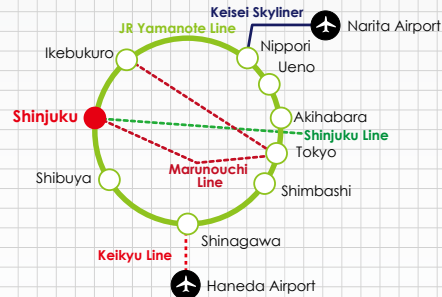 Keisei Skyliner
Narita Airport
JR Yamanote Line
Nippori
Ikebukuro
Ueno
Shinjuku
Akihabara
Shinjuku Line
Tokyo
Marunouchi
Line
Shibuya
Shimbashi
Shinagawa
Keikyu Line
Haneda Airport